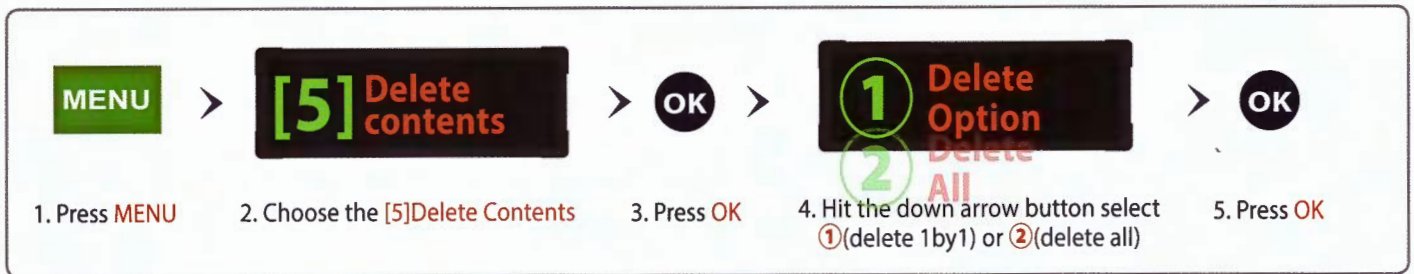 MENU
[5] Delete
contents
OK
① Delete
Option
② Delete
All
OK
1. Press MENU
2. Choose the [5]Delete Contents
3. Press OK
4. Hit the down arrow button select
①(delete 1by1) or ②(delete all)
5. Press OK